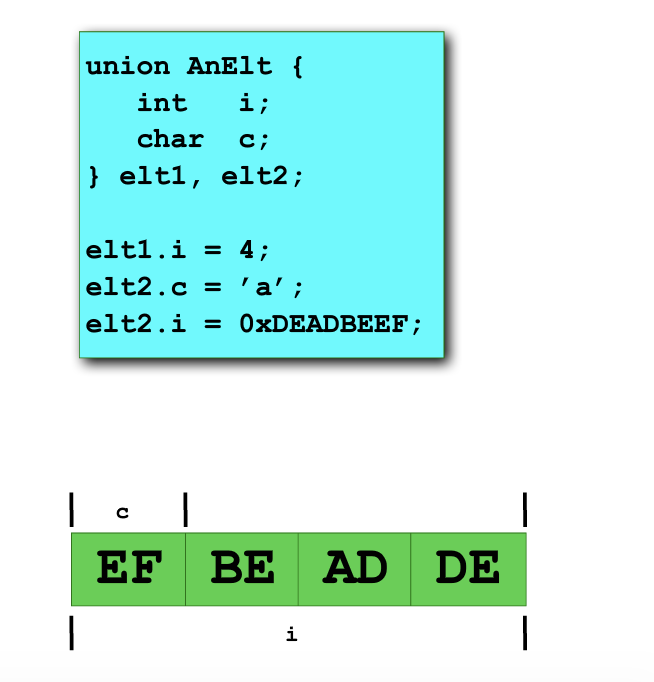 union AnElt {
   int   i;
   char  c;
} elt1, elt2;
elt1.i = 4;
elt2.c = ’a’;
elt2.i = 0xDEADBEEF;
c
EF BE AD DE
i